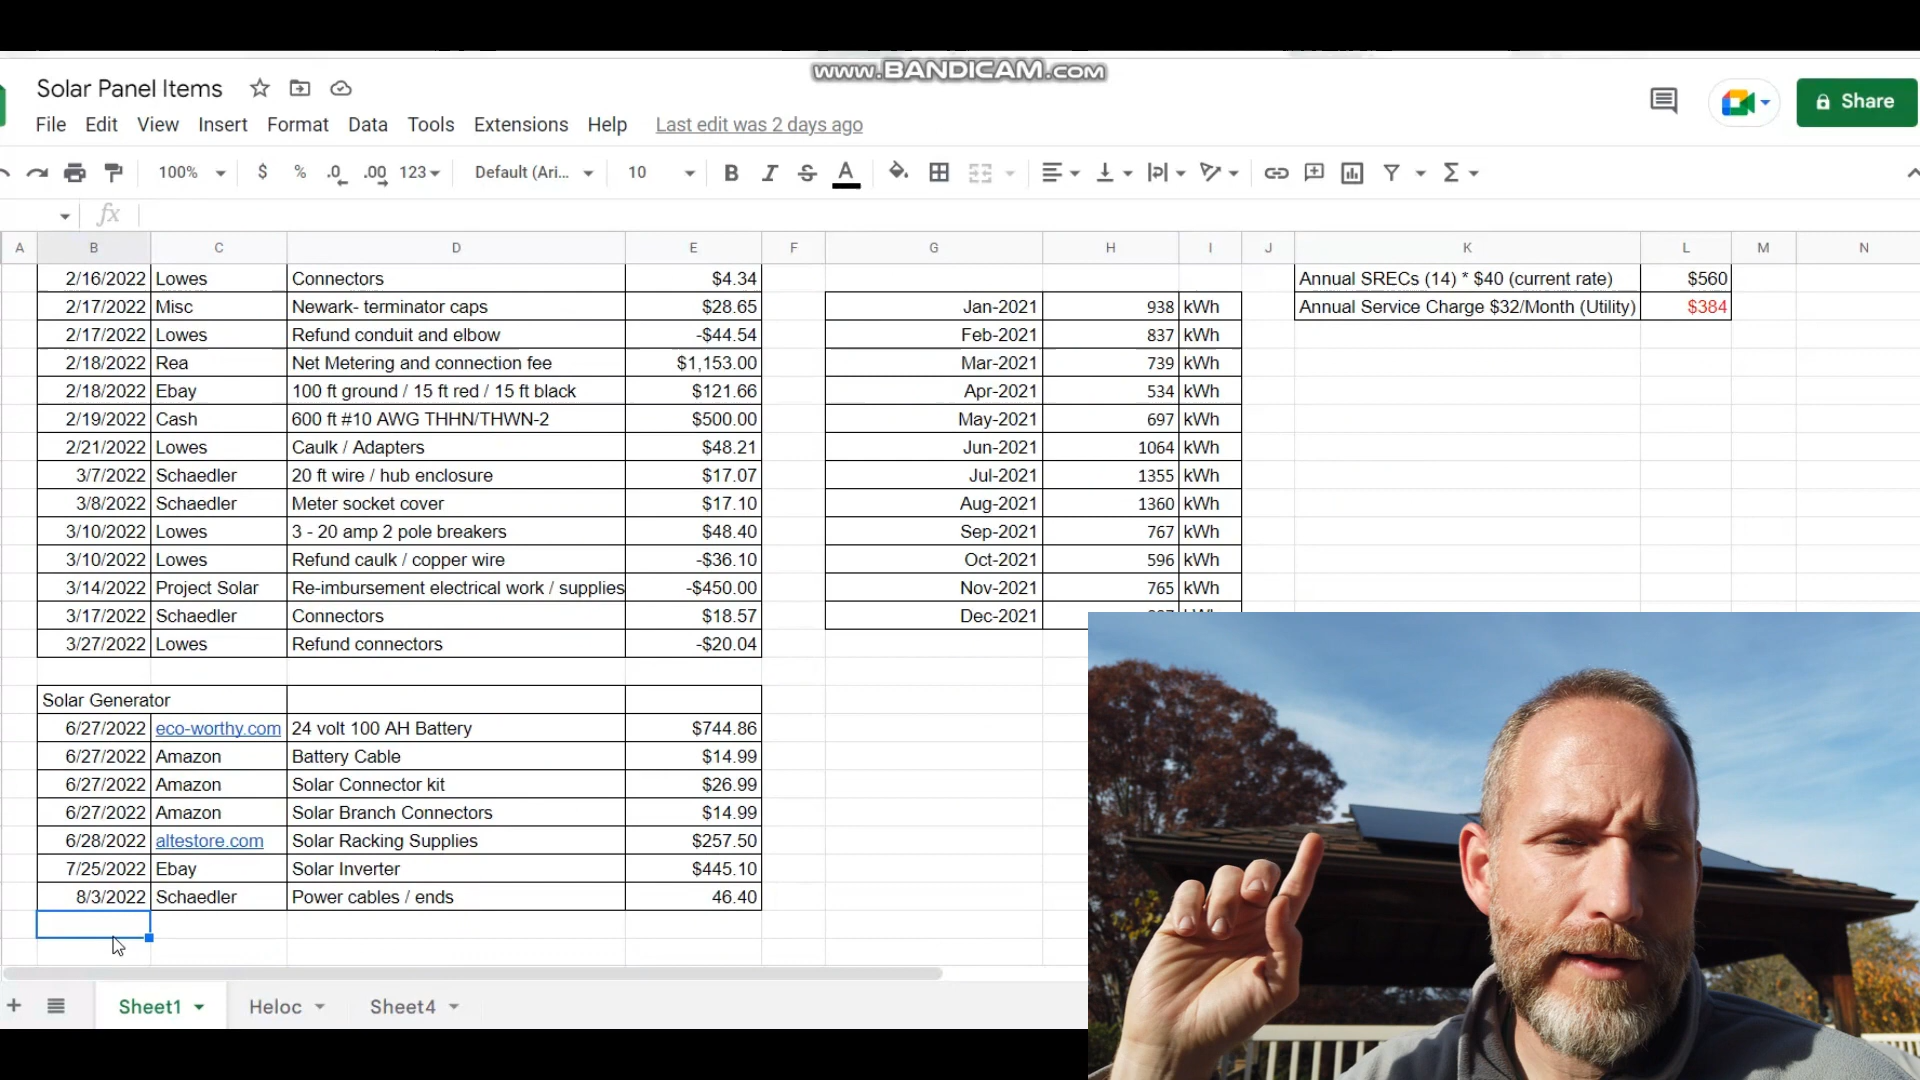 www.BANDICAM.com
Solar Panel Items
Share
File Edit View Insert Format Data Tools Extensions Help Last edit was 2 days ago
100% $ % .0 .00 123 Default (Ari... 10 B I S A
fx
A B C D E F G H I J K L M N
2/16/2022 Lowes Connectors $4.34 Annual SRECs (14) * $40 (current rate) $560
2/17/2022 Misc Newark- terminator caps $28.65 Jan-2021 938 kWh Annual Service Charge $32/Month (Utility) $384
2/17/2022 Lowes Refund conduit and elbow -$44.54 Feb-2021 837 kWh
2/18/2022 Rea Net Metering and connection fee $1,153.00 Mar-2021 739 kWh
2/18/2022 Ebay 100 ft ground / 15 ft red / 15 ft black $121.66 Apr-2021 534 kWh
2/19/2022 Cash 600 ft #10 AWG THHN/THWN-2 $500.00 May-2021 697 kWh
2/21/2022 Lowes Caulk / Adapters $48.21 Jun-2021 1064 kWh
3/7/2022 Schaedler 20 ft wire / hub enclosure $17.07 Jul-2021 1355 kWh
3/8/2022 Schaedler Meter socket cover $17.10 Aug-2021 1360 kWh
3/10/2022 Lowes 3 - 20 amp 2 pole breakers $48.40 Sep-2021 767 kWh
3/10/2022 Lowes Refund caulk / copper wire -$36.10 Oct-2021 596 kWh
3/14/2022 Project Solar Re-imbursement electrical work / supplies -$450.00 Nov-2021 765 kWh
3/17/2022 Schaedler Connectors $18.57 Dec-2021
3/27/2022 Lowes Refund connectors -$20.04
Solar Generator
6/27/2022 eco-worthy.com 24 volt 100 AH Battery $744.86
6/27/2022 Amazon Battery Cable $14.99
6/27/2022 Amazon Solar Connector kit $26.99
6/27/2022 Amazon Solar Branch Connectors $14.99
6/28/2022 altestore.com Solar Racking Supplies $257.50
7/25/2022 Ebay Solar Inverter $445.10
8/3/2022 Schaedler Power cables / ends 46.40
Sheet1 Heloc Sheet4